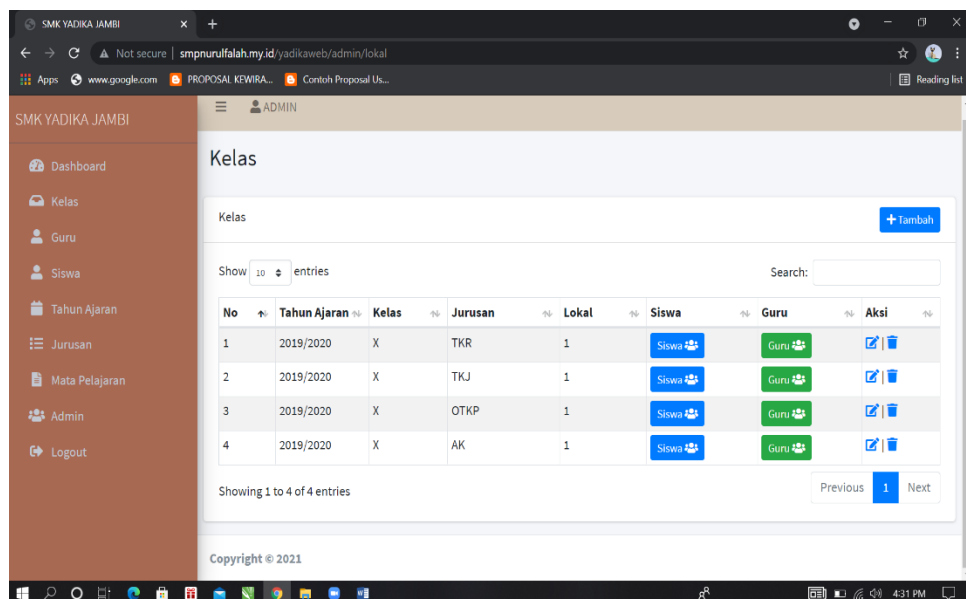 SMK YADIKA JAMBI
Not secure | smpnurulfalah.my.id/yadikaweb/admin/lokal
Apps www.google.com PROPOSAL KEWIRA... Contoh Proposal Us... Reading list
SMK YADIKA JAMBI
ADMIN
Dashboard
Kelas
Guru
Siswa
Tahun Ajaran
Jurusan
Mata Pelajaran
Admin
Logout
Kelas
Kelas
Tambah
Show 10 entries Search:
No Tahun Ajaran Kelas Jurusan Lokal Siswa Guru Aksi
1 2019/2020 X TKR 1 Siswa Guru |
2 2019/2020 X TKJ 1 Siswa Guru |
3 2019/2020 X OTKP 1 Siswa Guru |
4 2019/2020 X AK 1 Siswa Guru |
Showing 1 to 4 of 4 entries
Previous 1 Next
Copyright © 2021
4:31 PM